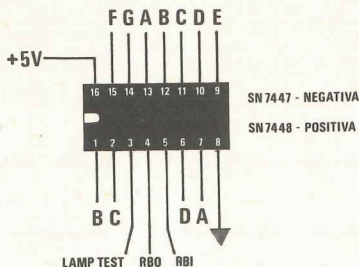 F G A B C D E
+5V
16 15 14 13 12 11 10 9
SN7447 - NEGATIVA
SN7448 - POSITIVA
1 2 3 4 5 6 7 8
B C D A
LAMP TEST RBO RBI